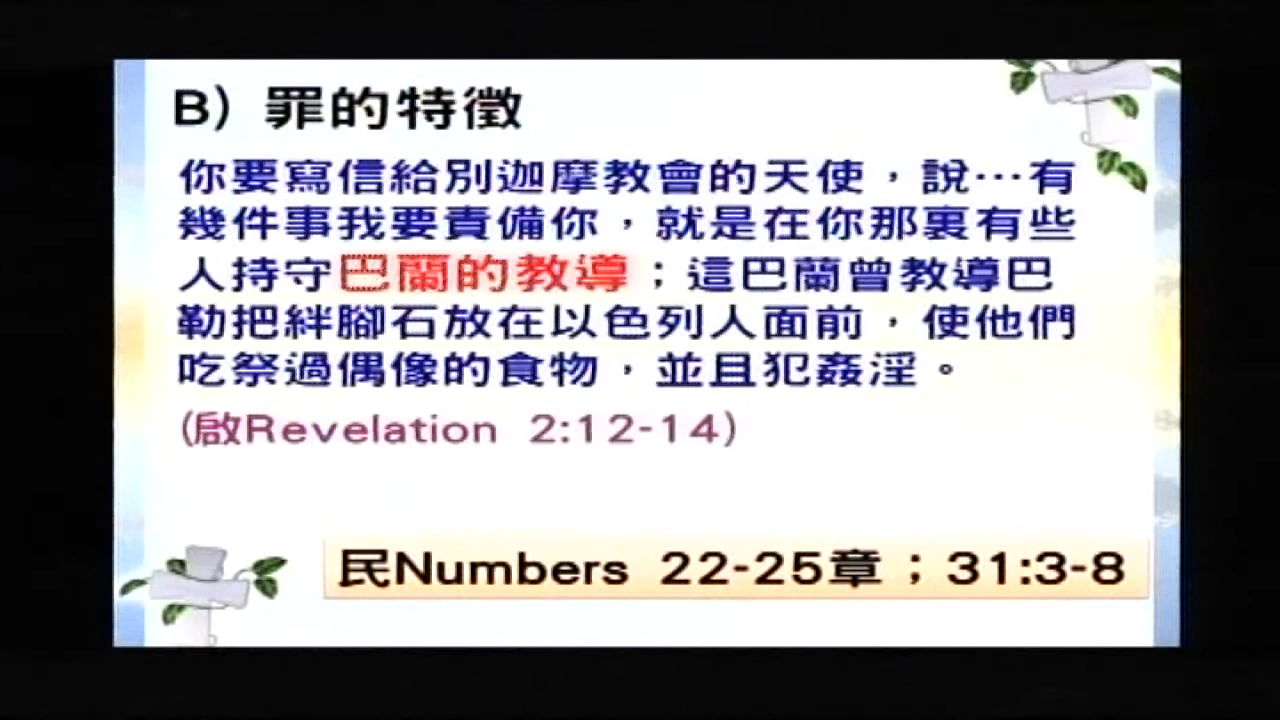 B) 罪的特徵
你要寫信給別迦摩教會的天使，說⋯有
幾件事我要責備你，就是在你那裏有些
人持守巴蘭的教導；這巴蘭曾教導巴
勒把絆腳石放在以色列人面前，使他們
吃祭過偶像的食物，並且犯姦淫。
(啟Revelation 2:12-14)
民Numbers 22-25章；31:3-8